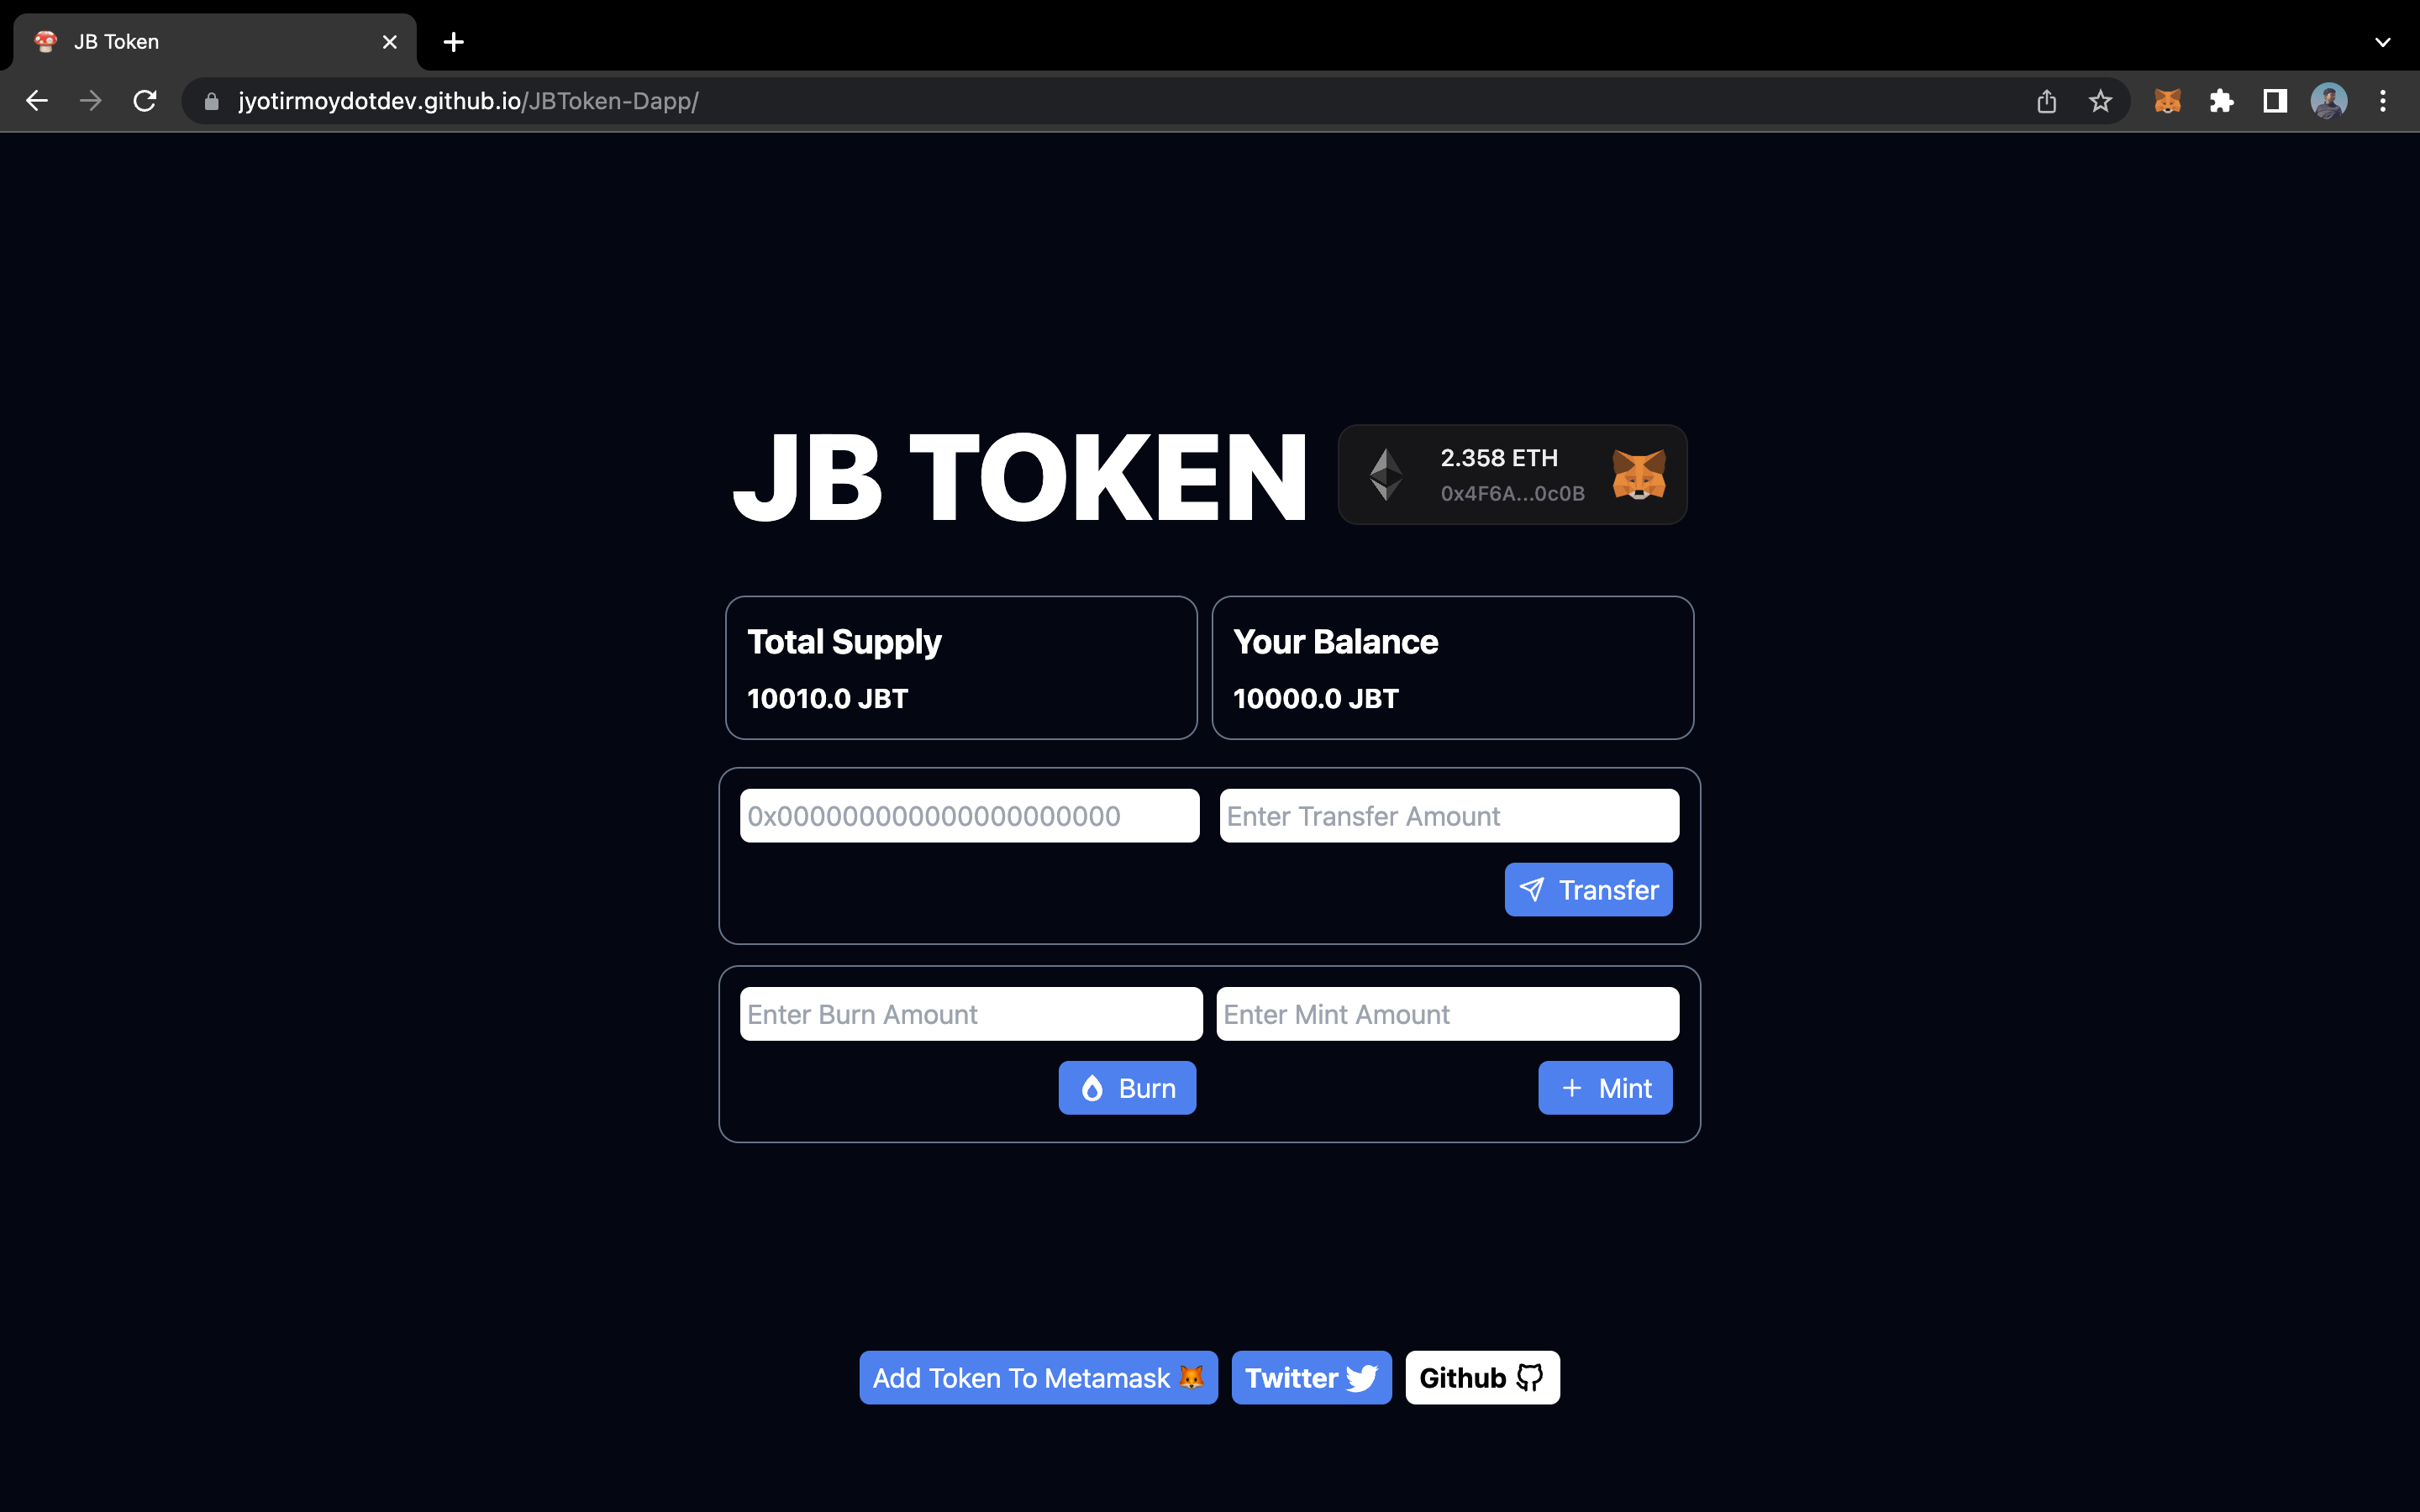 JB Token
jyotirmoydotdev.github.io/JBToken-Dapp/
JB TOKEN
2.358 ETH
0x4F6A...0c0B
Total Supply
10010.0 JBT
Your Balance
10000.0 JBT
0x000000000000000000000
Enter Transfer Amount
Transfer
Enter Burn Amount
Enter Mint Amount
Burn
Mint
Add Token To Metamask 🦊
Twitter
Github